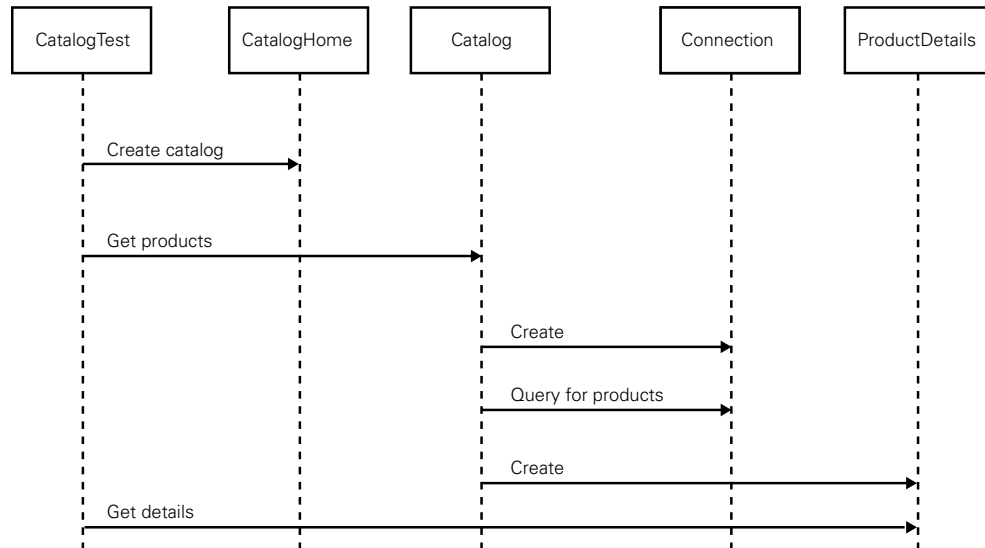 CatalogTest
CatalogHome
Catalog
Connection
ProductDetails
Create catalog
Get products
Create
Query for products
Create
Get details